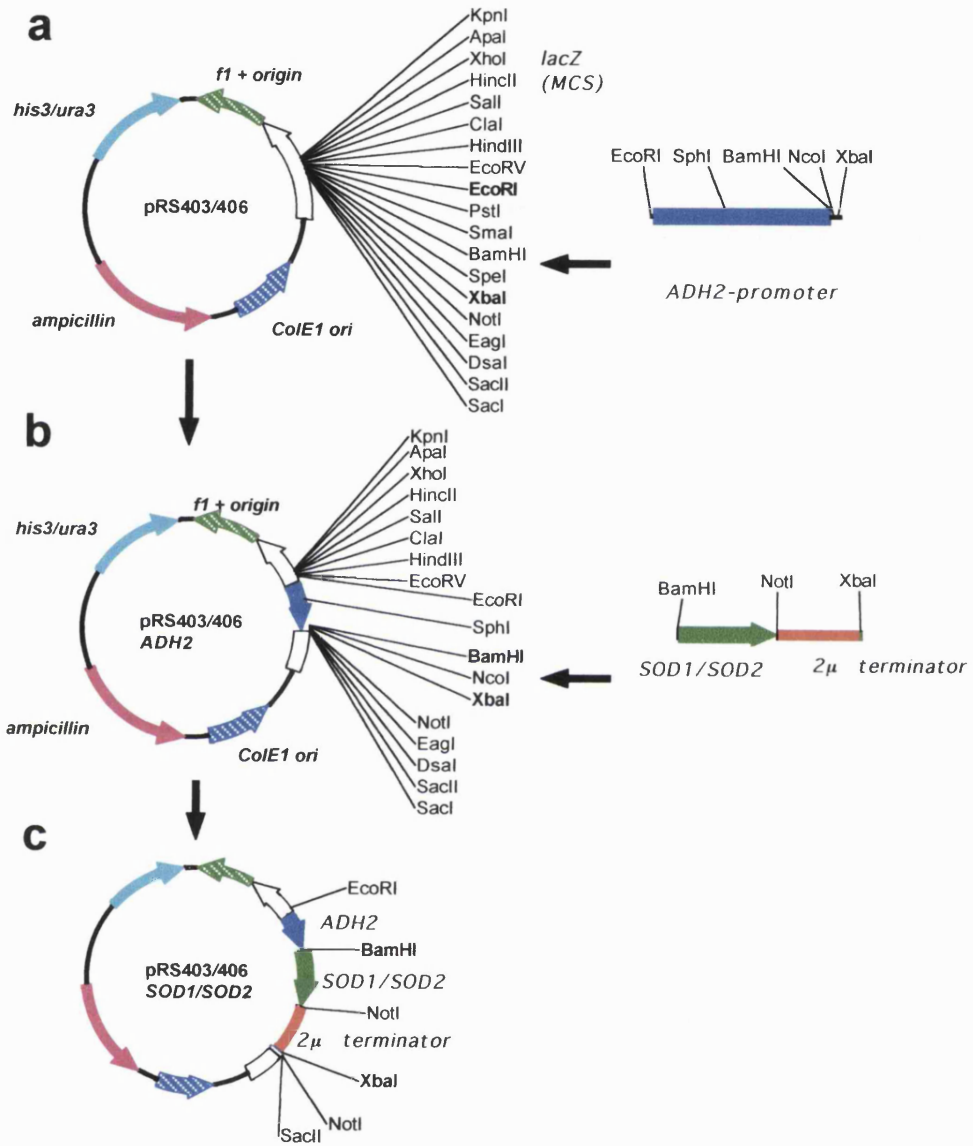 a
f1 + origin
his3/ura3
pRS403/406
ampicillin
ColE1 ori
KpnI
ApaI
XhoI
HincII
SalI
ClaI
HindIII
EcoRV
EcoRI
PstI
SmaI
BamHI
SpeI
XbaI
NotI
EagI
DsaI
SacII
SacI
lacZ
(MCS)
EcoRI SphI BamHI NcoI XbaI
ADH2-promoter
b
f1 + origin
his3/ura3
pRS403/406
ADH2
ampicillin
ColE1 ori
KpnI
ApaI
XhoI
HincII
SalI
ClaI
HindIII
EcoRV
EcoRI
SphI
BamHI
NcoI
XbaI
NotI
EagI
DsaI
SacII
SacI
BamHI NotI XbaI
SOD1/SOD2 2μ terminator
c
pRS403/406
SOD1/SOD2
EcoRI
ADH2
BamHI
SOD1/SOD2
NotI
2μ terminator
XbaI
NotI
SacII